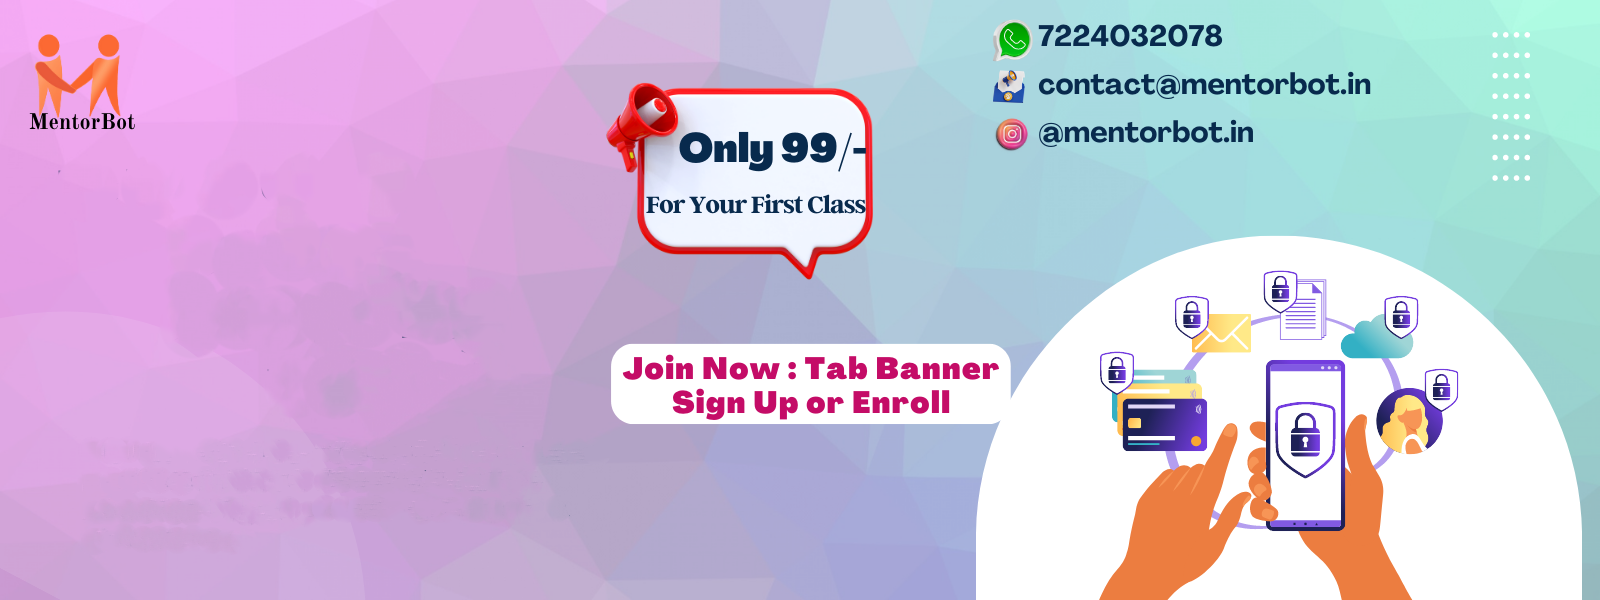 MentorBot
7224032078
contact@mentorbot.in
@mentorbot.in
Only 99/-
For Your First Class
Join Now : Tab Banner
Sign Up or Enroll